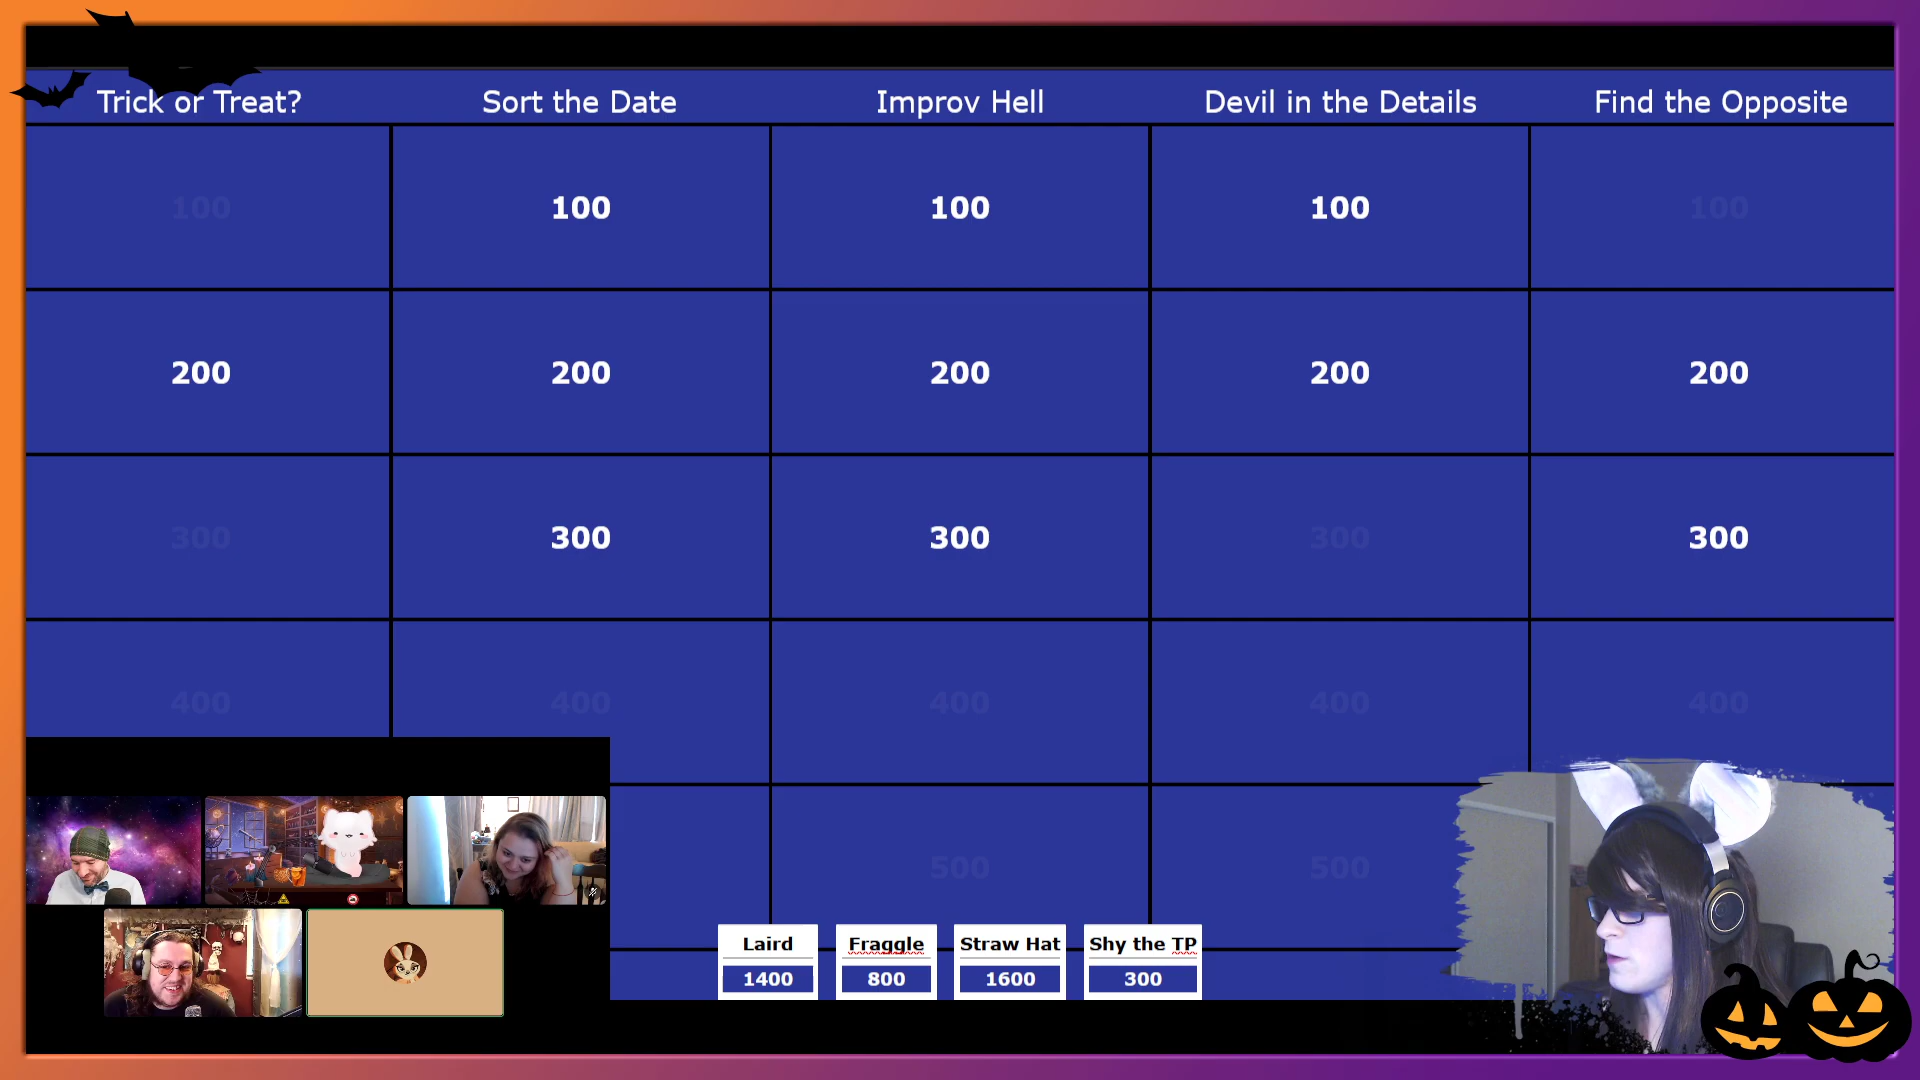 Trick or Treat? Sort the Date Improv Hell Devil in the Details Find the Opposite
100 100 100 100 100
200 200 200 200 200
300 300 300 300 300
400 400 400 400 400
500 500
Laird Fraggle Straw Hat Shy the TP
1400 800 1600 300